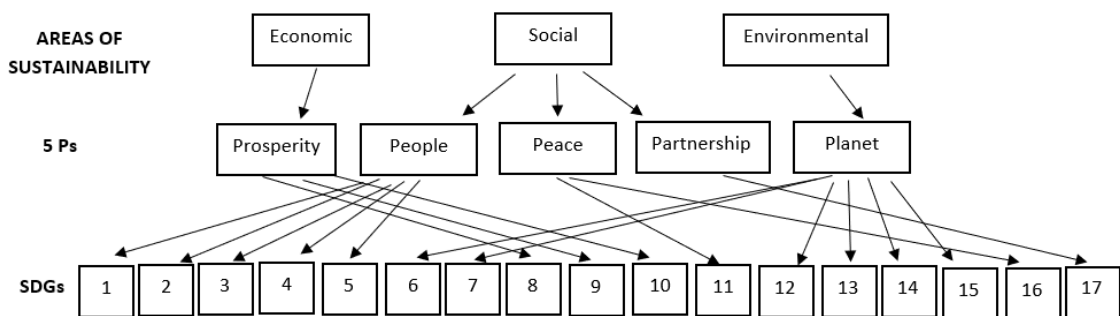 AREAS OF
SUSTAINABILITY
Economic
Social
Environmental
5 Ps
Prosperity
People
Peace
Partnership
Planet
SDGs
1
2
3
4
5
6
7
8
9
10
11
12
13
14
15
16
17